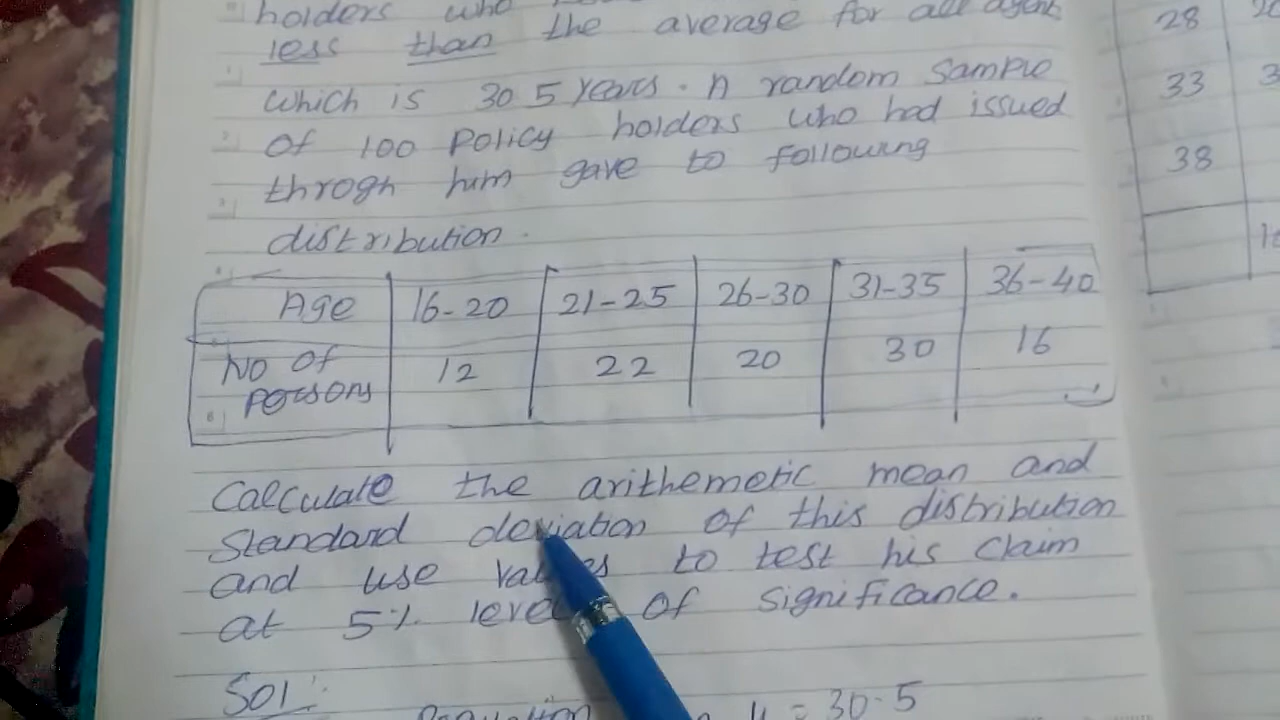 holders who
less than the average for all agent
which is 30 5 years. A random sample
of 100 policy holders who had issued
throgh him gave to following
distribution.
Age 16-20 21-25 26-30 31-35 36-40
No of persons 12 22 20 30 16
Calculate the arithemetic mean and
standard deviation of this distribution
and use values to test his claim
at 5% level of significance.
Sol:
μ = 30.5
28
33
38